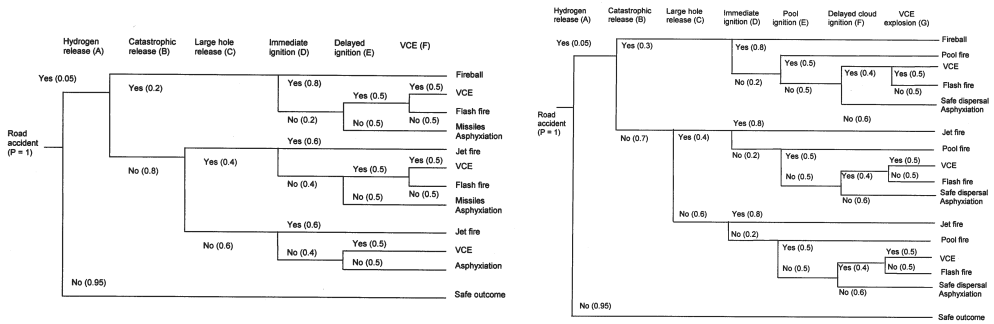 Hydrogen
release (A)
Catastrophic
release (B)
Large hole
release (C)
Immediate
ignition (D)
Delayed
ignition (E)
VCE (F)
Yes (0.05)
Yes (0.2)
Yes (0.8)
Fireball
Yes (0.5)
Yes (0.5)
VCE
No (0.2)
Flash fire
No (0.5)
No (0.5)
Missiles
Asphyxiation
Road
accident
(P = 1)
Yes (0.6)
Jet fire
No (0.8)
Yes (0.4)
Yes (0.5)
Yes (0.5)
VCE
No (0.4)
Flash fire
No (0.5)
No (0.5)
Missiles
Asphyxiation
Yes (0.6)
Jet fire
No (0.6)
No (0.4)
Yes (0.5)
VCE
No (0.5)
Asphyxiation
No (0.95)
Safe outcome
Hydrogen
release (A)
Catastrophic
release (B)
Large hole
release (C)
Immediate
ignition (D)
Pool
ignition (E)
Delayed cloud
ignition (F)
VCE
explosion (G)
Yes (0.05)
Yes (0.3)
Yes (0.8)
Fireball
Pool fire
No (0.2)
Yes (0.5)
VCE
No (0.5)
Yes (0.4)
Yes (0.5)
Flash fire
No (0.5)
Safe dispersal
Asphyxiation
No (0.6)
Road
accident
(P = 1)
No (0.7)
Yes (0.4)
Yes (0.8)
Jet fire
No (0.2)
Pool fire
Yes (0.5)
Yes (0.5)
VCE
No (0.5)
Yes (0.4)
No (0.5)
Flash fire
No (0.6)
Safe dispersal
Asphyxiation
No (0.6)
Yes (0.8)
Jet fire
No (0.2)
Pool fire
Yes (0.5)
Yes (0.5)
VCE
No (0.5)
Yes (0.4)
No (0.5)
Flash fire
No (0.6)
Safe dispersal
Asphyxiation
No (0.95)
Safe outcome